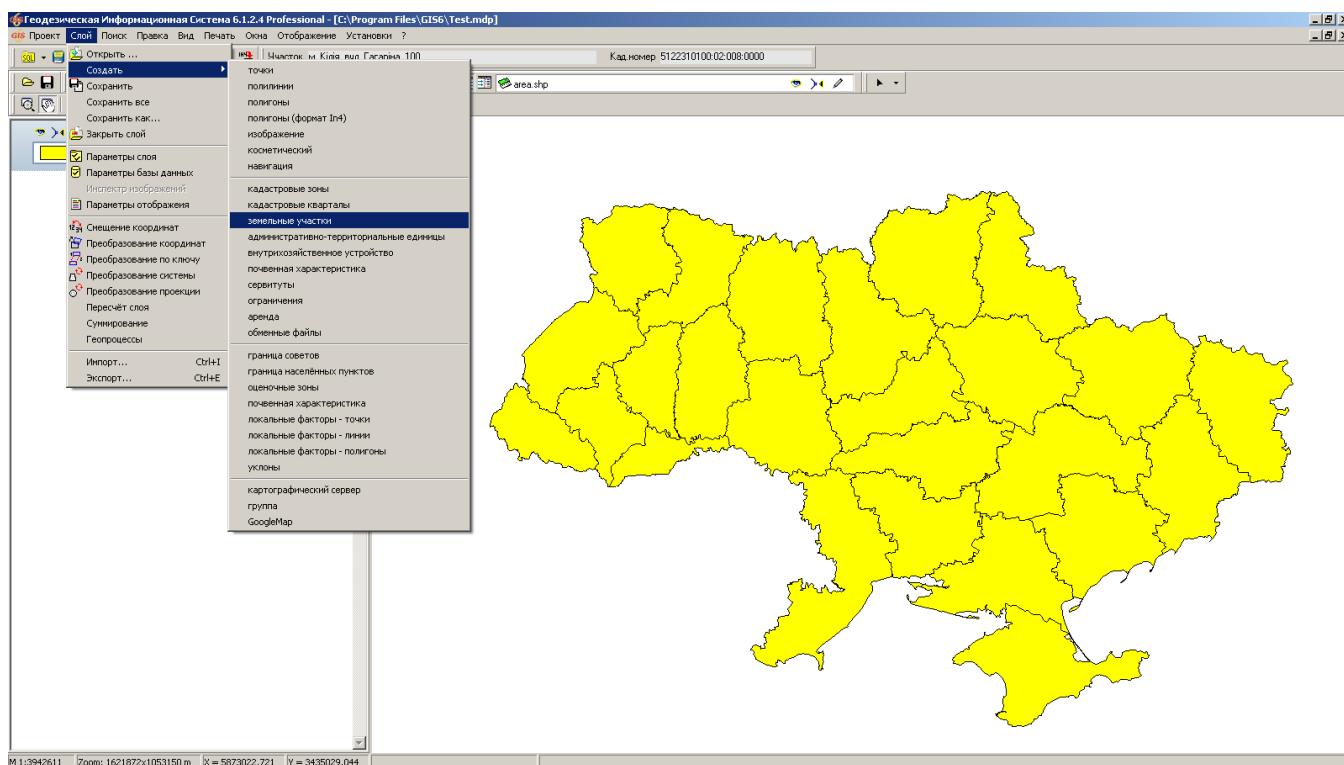 Геодезическая Информационная Система 6.1.2.4 Professional - [C:\Program Files\GIS6\Test.mdp]
GIS Проект Слой Поиск Правка Вид Печать Окна Отображение Установки ?
SQL
Участок м. Кілія, вул. Гагаріна, 100
Кад.номер 5122310100:02:008:0000
area.shp
Открыть ...
Создать
Сохранить
Сохранить все
Сохранить как...
Закрыть слой
Параметры слоя
Параметры базы данных
Инспектр изображений
Параметры отображеия
Смещение координат
Преобразование координат
Преобразование по ключу
Преобразование системы
Преобразование проекции
Пересчёт слоя
Суммирование
Геопроцессы
Импорт... Ctrl+I
Экспорт... Ctrl+E
точки
полилинии
полигоны
полигоны (формат In4)
изображение
косметический
навигация
кадастровые зоны
кадастровые кварталы
земельные участки
административно-территориальные единицы
внутрихозяйственное устройство
почвенная характеристика
сервитуты
ограничения
аренда
обменные файлы
граница советов
граница населённых пунктов
оценочные зоны
почвенная характеристика
локальные факторы - точки
локальные факторы - линии
локальные факторы - полигоны
уклоны
картографический сервер
группа
GoogleMap
M 1:3942611 Zoom: 1621872x1053150 m X = 5873022.721 Y = 3435029.044